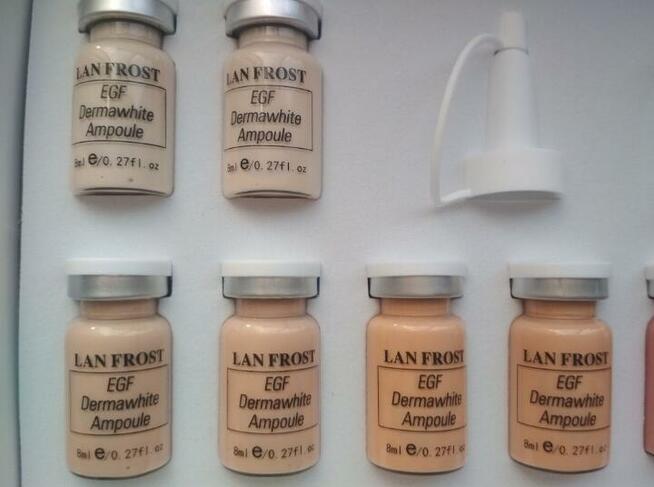 LAN FROST
EGF
Dermawhite
Ampoule
8ml e/0. 27fl. oz
LAN FROST
EGF
Dermawhite
Ampoule
8ml e/0. 27fl. oz
LAN FROST
EGF
Dermawhite
Ampoule
8ml e/0. 27fl. oz
LAN FROST
EGF
Dermawhite
Ampoule
8ml e/0. 27fl. oz
LAN FROST
EGF
Dermawhite
Ampoule
8ml e/0. 27fl. oz
LAN FROST
EGF
Dermawhite
Ampoule
8ml e/0. 27fl. oz